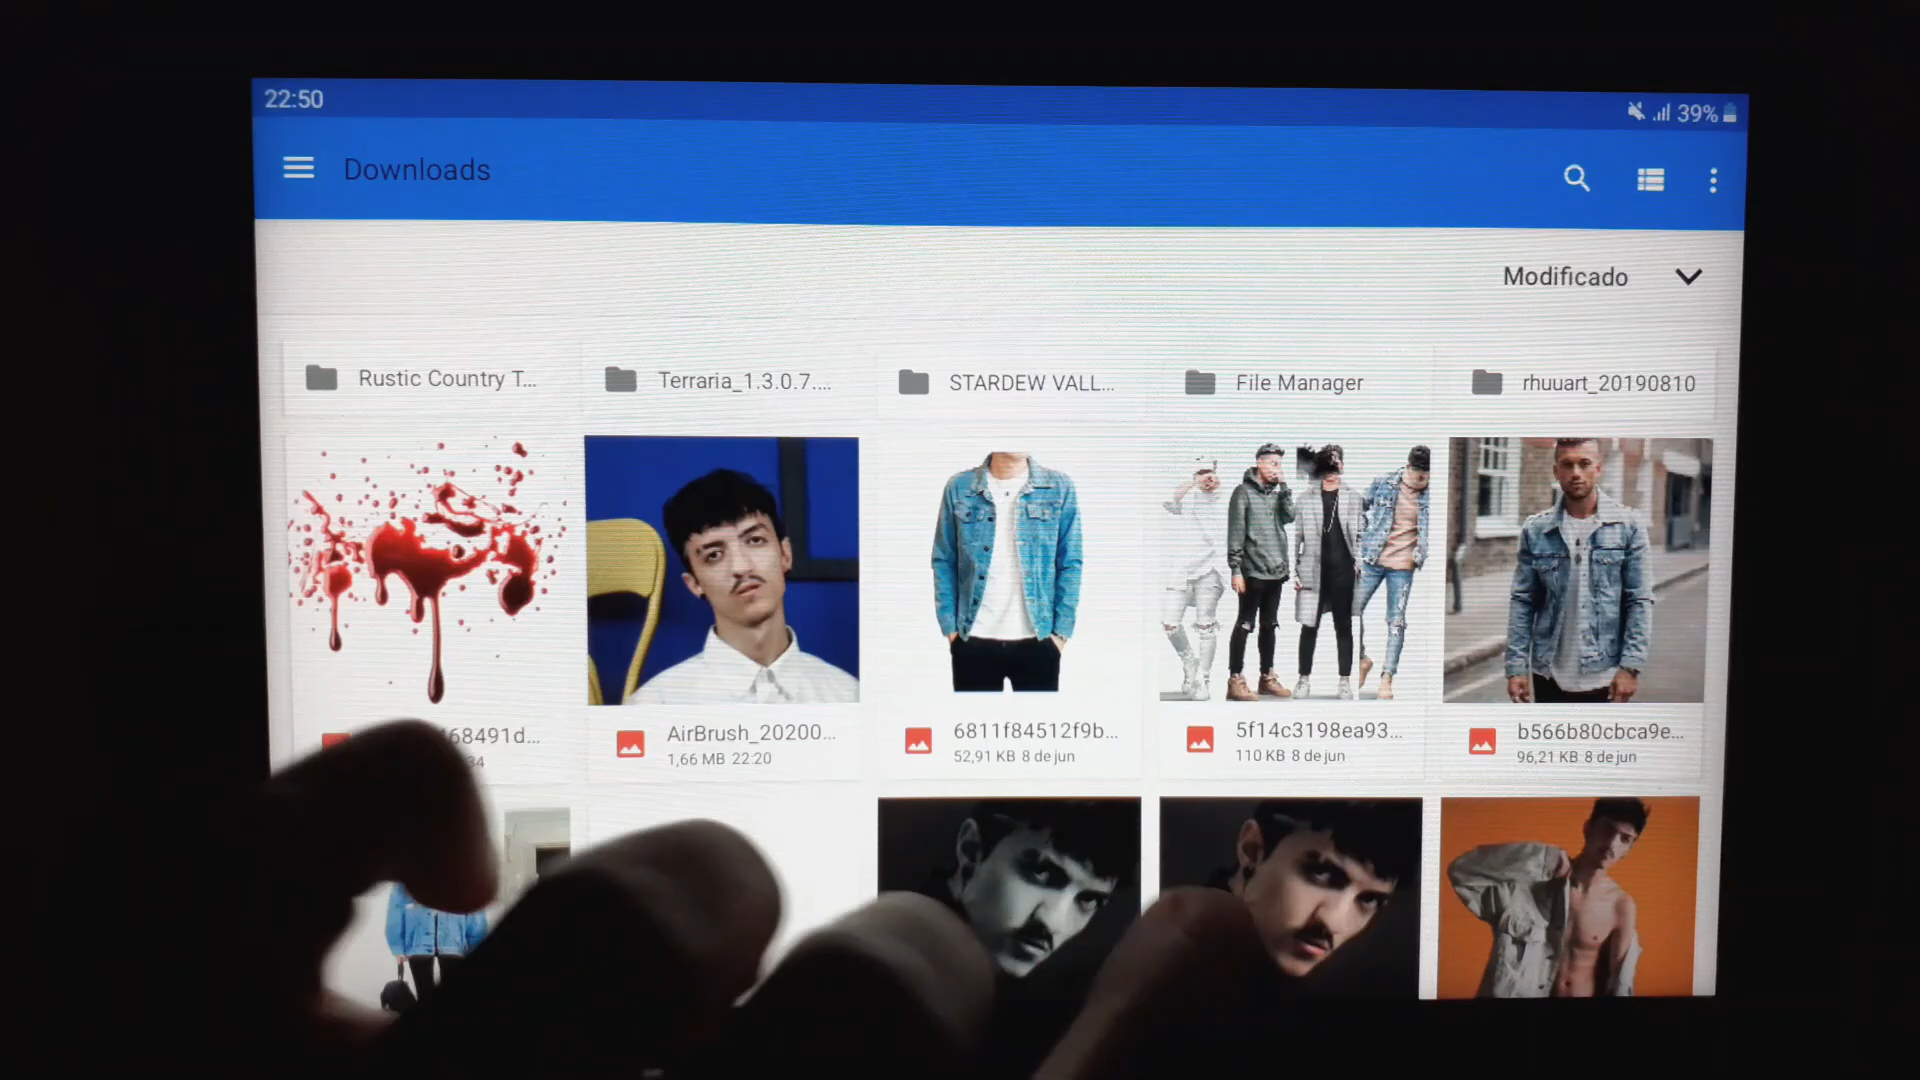 22:50
39%
Downloads
Modificado
Rustic Country T...
Terraria_1.3.0.7....
STARDEW VALL...
File Manager
rhuuart_20190810
68491d...
34
AirBrush_20200...
1,66 MB 22:20
6811f84512f9b...
52,91 KB 8 de jun
5f14c3198ea93...
110 KB 8 de jun
b566b80cbca9e...
96,21 KB 8 de jun